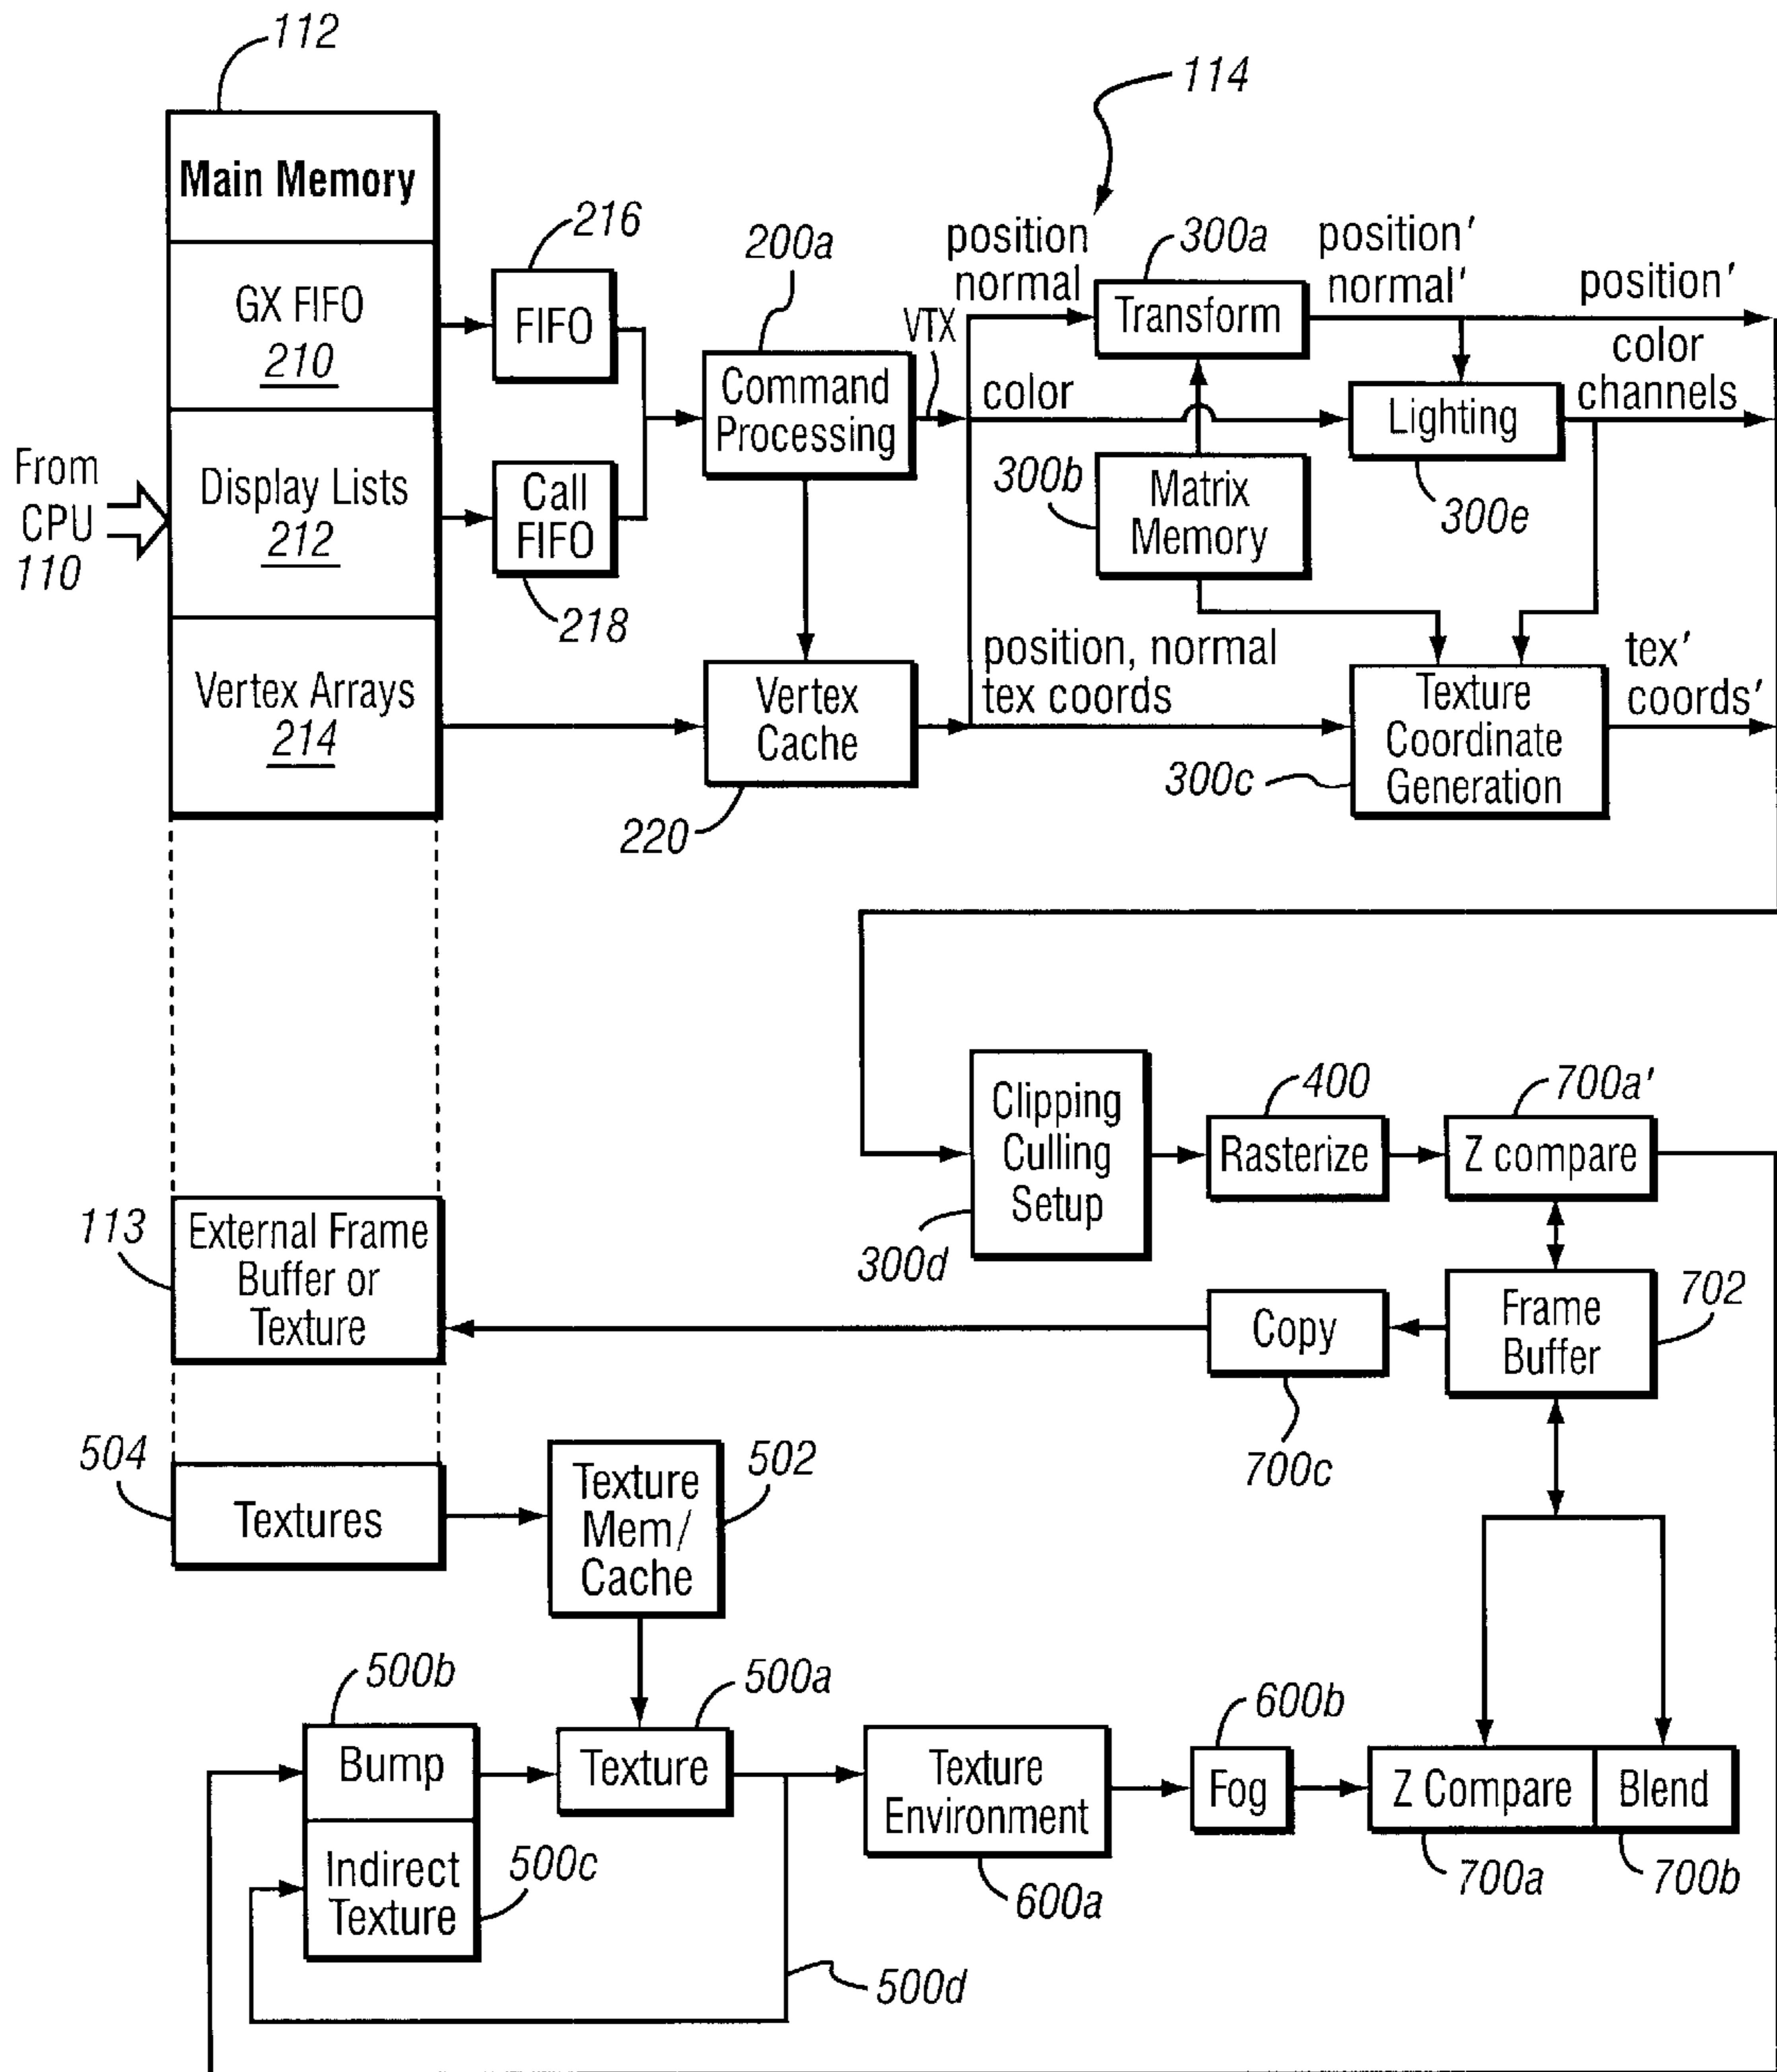 112
114
Main Memory
216
200a
position
normal
300a
position'
normal'
position'
GX FIFO
210
FIFO
VTX
Transform
color
channels
Command
Processing
color
Lighting
From
CPU
110
Display Lists
212
Call
FIFO
300b
Matrix
Memory
300e
218
position, normal
tex coords
tex'
coords'
Vertex Arrays
214
Vertex
Cache
Texture
Coordinate
Generation
300c
220
Clipping
Culling
Setup
400
700a'
Rasterize
Z compare
113
External Frame
Buffer or
Texture
300d
Copy
Frame
Buffer
702
504
Textures
Texture
Mem/
Cache
502
700c
500b
500a
600b
Bump
Texture
Texture
Environment
Fog
Z Compare
Blend
Indirect
Texture
500c
600a
700a
700b
500d